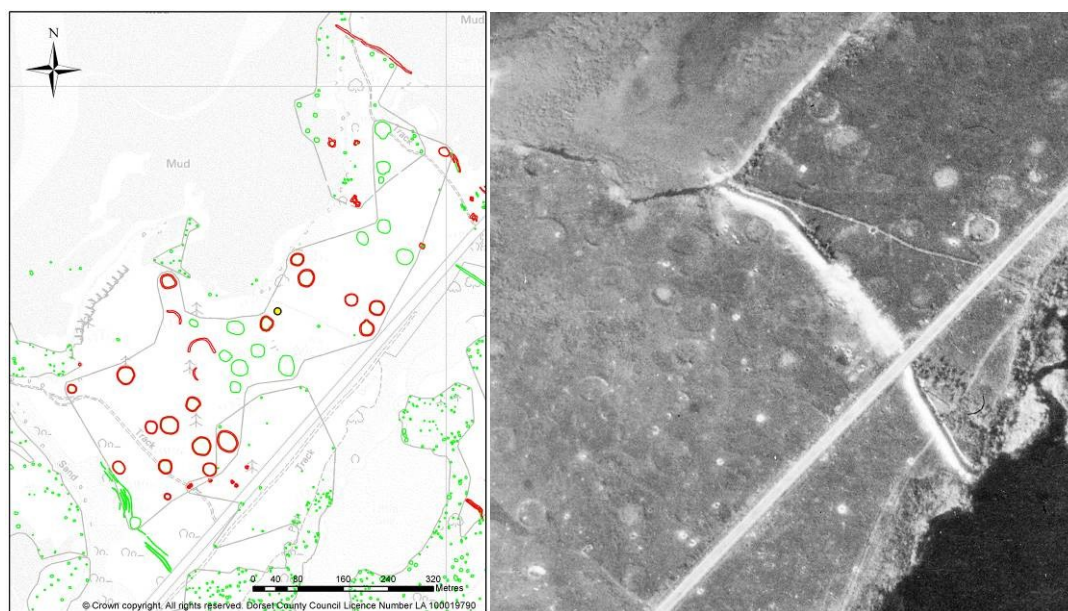 Mud
N
Track
Mud
Track
Sand
Track
0 40 80 160 240 320
Metres
© Crown copyright. All rights reserved. Dorset County Council Licence Number LA 100019790